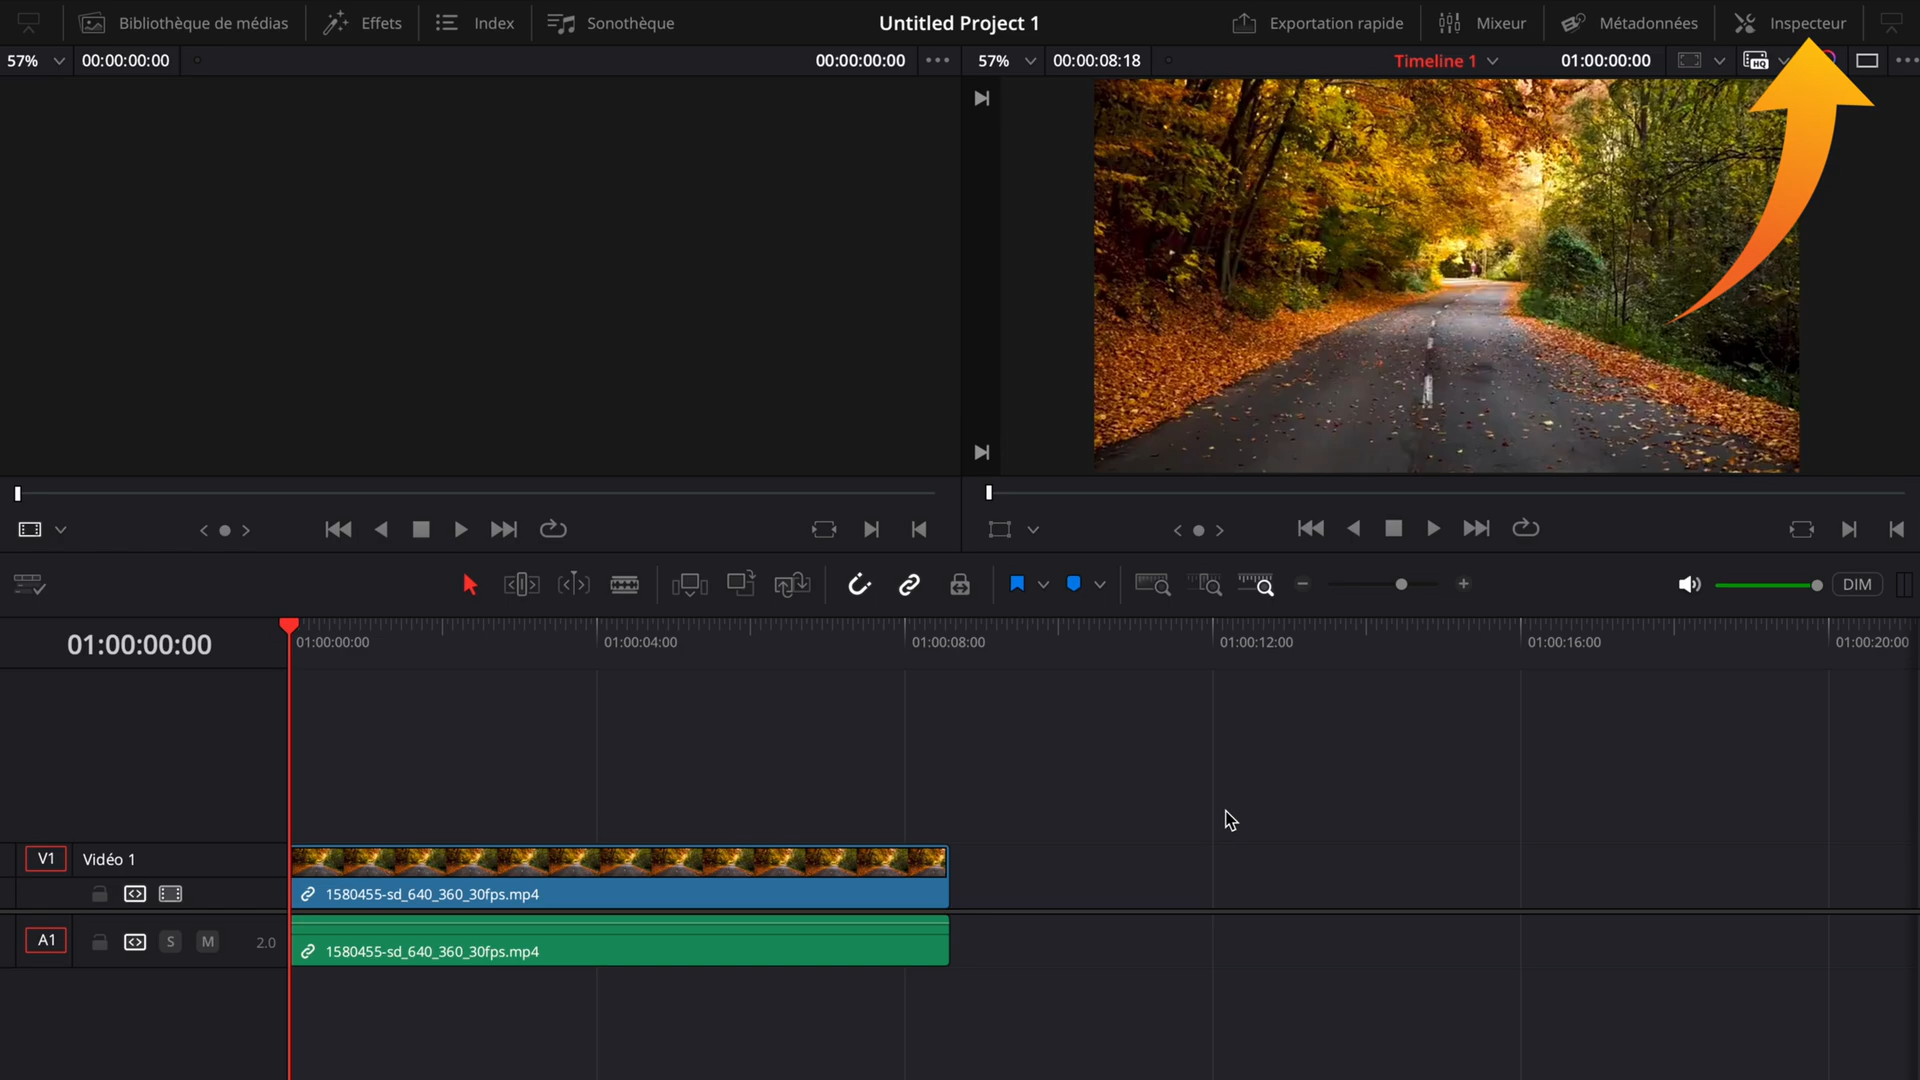 Bibliothèque de médias
Effets
Index
Sonothèque
Untitled Project 1
Exportation rapide
Mixeur
Métadonnées
Inspecteur
57%
00:00:00:00
00:00:00:00
57%
00:00:08:18
Timeline 1
01:00:00:00
HQ
DIM
01:00:00:00
01:00:00:00
01:00:04:00
01:00:08:00
01:00:12:00
01:00:16:00
01:00:20:00
V1
Vidéo 1
1580455-sd_640_360_30fps.mp4
A1
S
M
2.0
1580455-sd_640_360_30fps.mp4